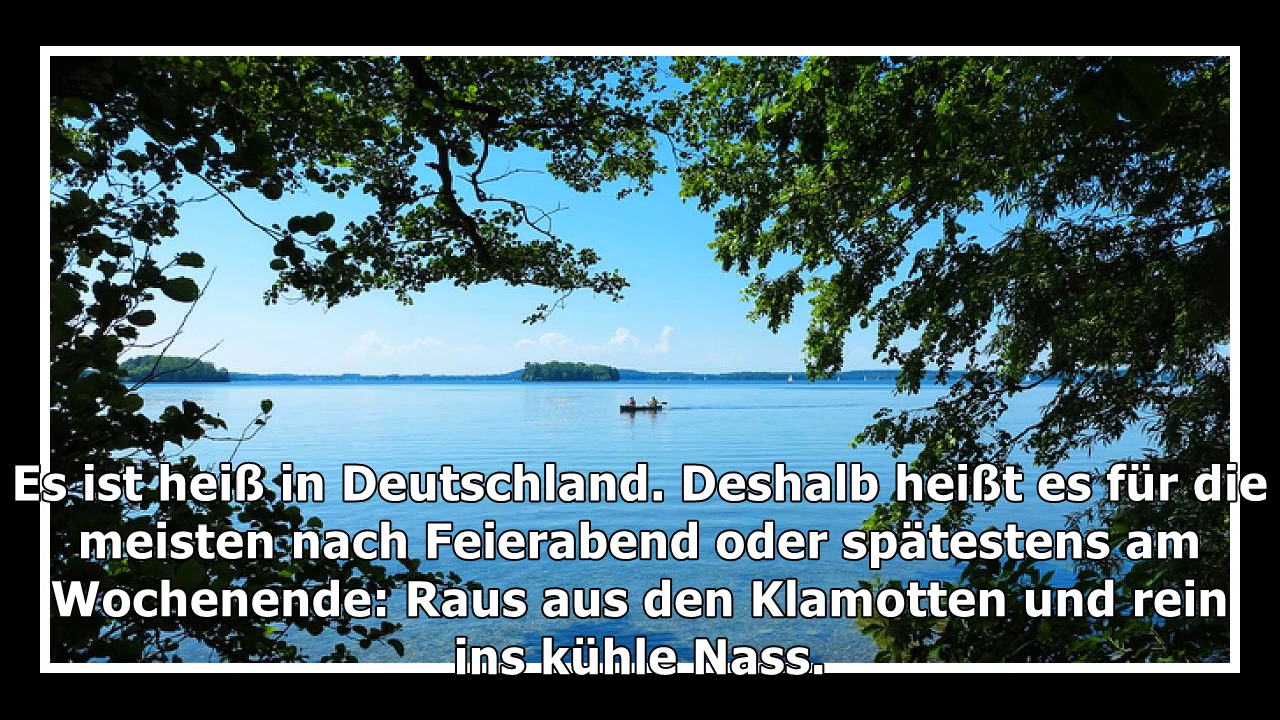 Es ist heiß in Deutschland. Deshalb heißt es für die
meisten nach Feierabend oder spätestens am
Wochenende: Raus aus den Klamotten und rein
ins kühle Nass.